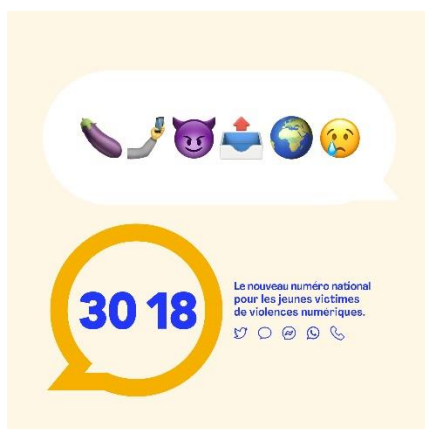 30 18
Le nouveau numéro national
pour les jeunes victimes
de violences numériques.